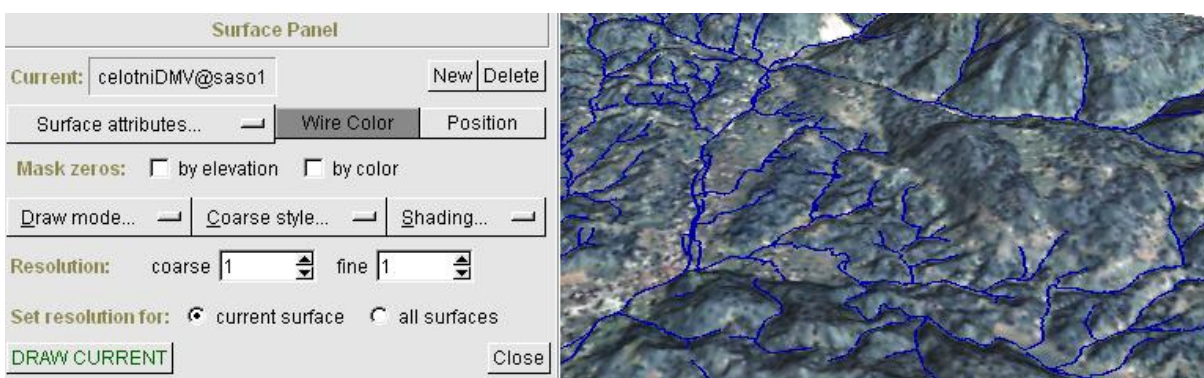 Surface Panel
Current: celotniDMV@saso1 New Delete
Surface attributes... Wire Color Position
Mask zeros: by elevation by color
Draw mode... Coarse style... Shading...
Resolution: coarse 1 fine 1
Set resolution for: current surface all surfaces
DRAW CURRENT Close